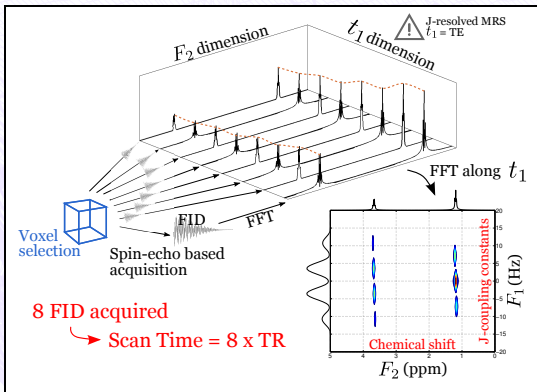 F₂ dimension
t₁ dimension
J-resolved MRS
t₁ = TE
Voxel
selection
FID
FFT
Spin-echo based
acquisition
FFT along t₁
8 FID acquired
Scan Time = 8 x TR
-20
-15
-10
-5
0
5
10
15
20
F₁ (Hz)
J-coupling constants
Chemical shift
5
4
3
2
1
0
F₂ (ppm)